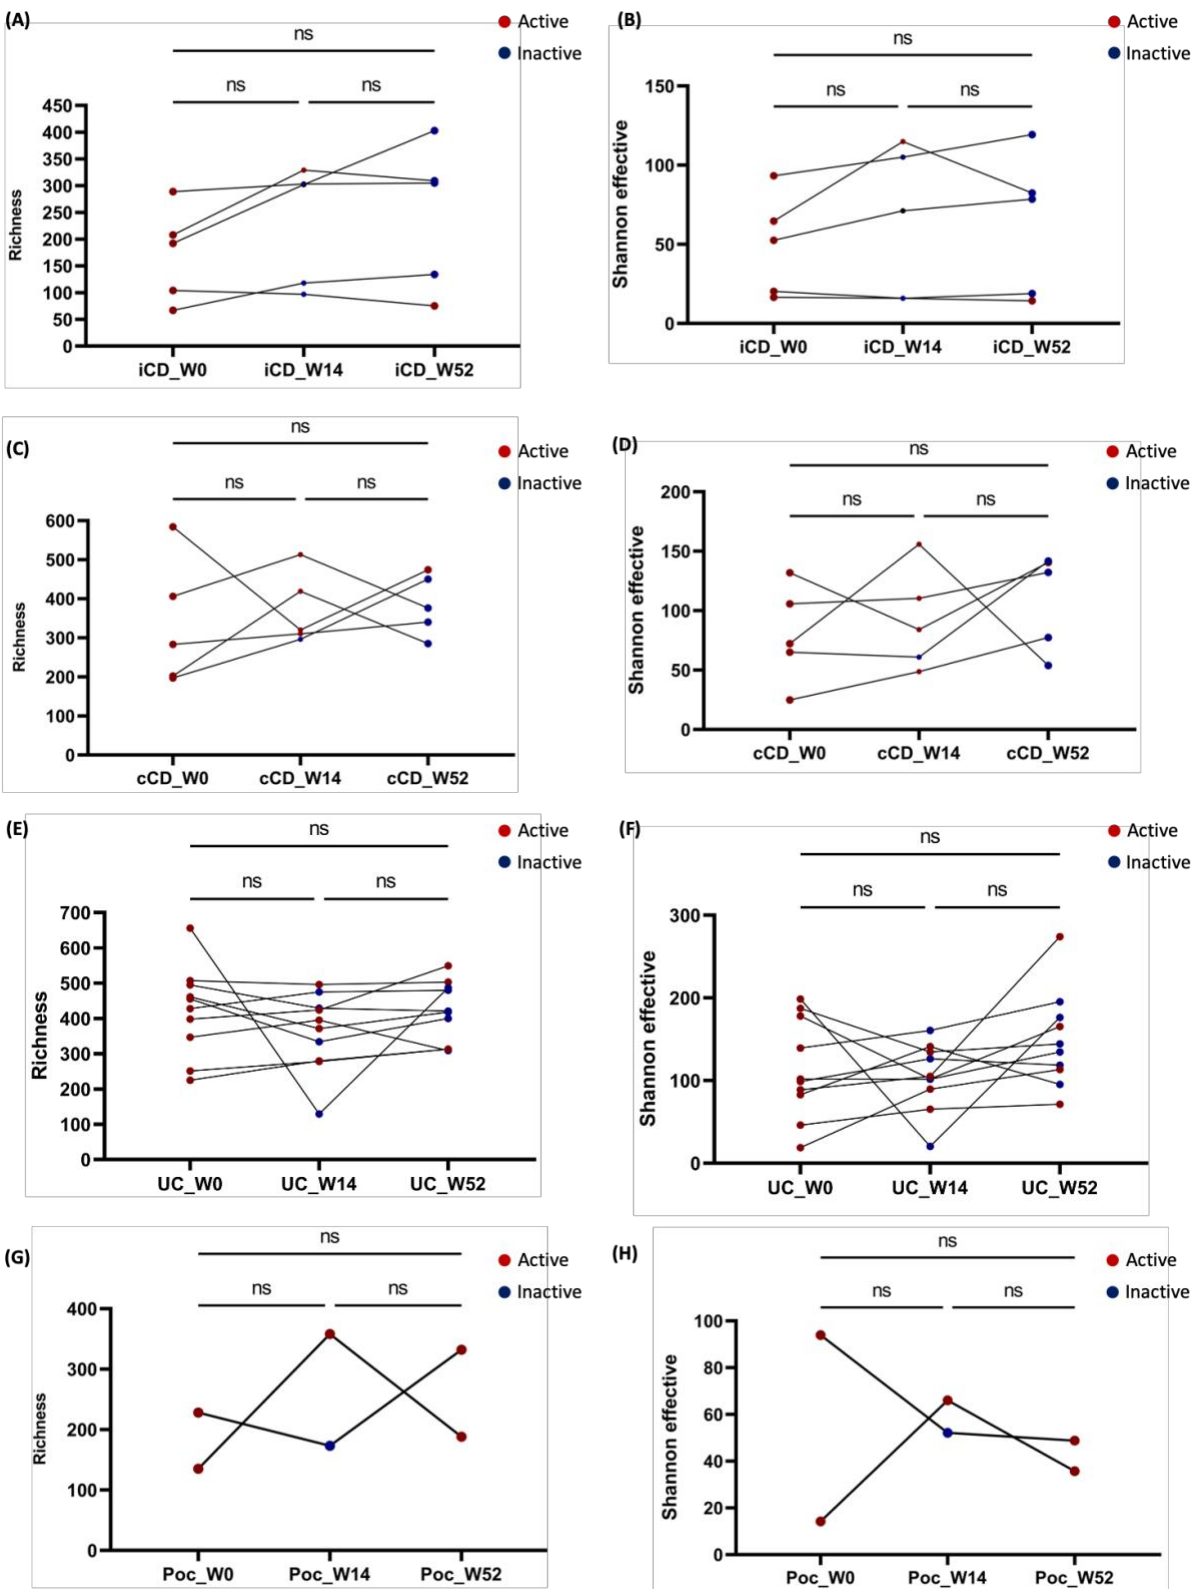 (A)
Active
Inactive
ns
ns
ns
Richness
450
400
350
300
250
200
150
100
50
0
iCD_W0
iCD_W14
iCD_W52
(B)
Active
Inactive
ns
ns
ns
Shannon effective
150
100
50
0
iCD_W0
iCD_W14
iCD_W52
(C)
Active
Inactive
ns
ns
ns
Richness
600
500
400
300
200
100
0
cCD_W0
cCD_W14
cCD_W52
(D)
Active
Inactive
ns
ns
ns
Shannon effective
200
150
100
50
0
cCD_W0
cCD_W14
cCD_W52
(E)
Active
Inactive
ns
ns
ns
Richness
700
600
500
400
300
200
100
0
UC_W0
UC_W14
UC_W52
(F)
Active
Inactive
ns
ns
ns
Shannon effective
300
200
100
0
UC_W0
UC_W14
UC_W52
(G)
Active
Inactive
ns
ns
ns
Richness
400
300
200
100
0
Poc_W0
Poc_W14
Poc_W52
(H)
Active
Inactive
ns
ns
ns
Shannon effective
100
80
60
40
20
0
Poc_W0
Poc_W14
Poc_W52